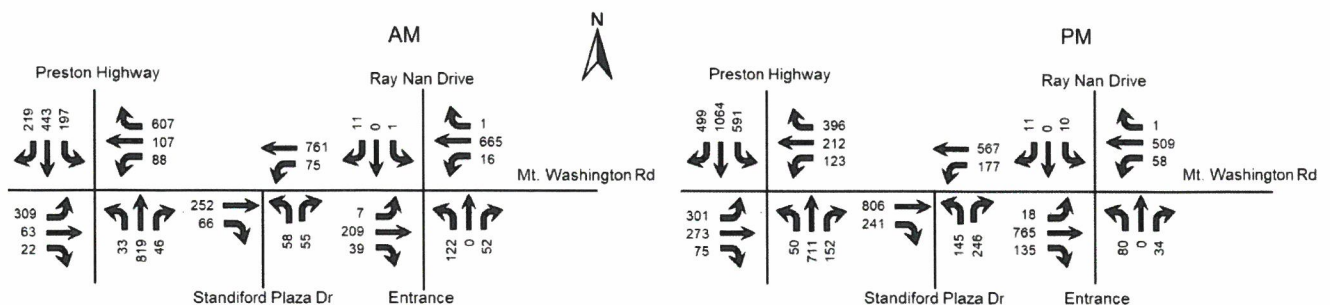 N
AM
Preston Highway
Ray Nan Drive
219 443 197
607
107
88
761
75
11 0 1
1
665
16
Mt. Washington Rd
309
63
22
33 819 46
252
66
58 55
7
209
39
122 0 52
Standiford Plaza Dr
Entrance
PM
Preston Highway
Ray Nan Drive
499 1064 591
396
212
123
567
177
11 0 10
1
509
58
Mt. Washington Rd
301
273
75
50 711 152
806
241
145 246
18
765
135
80 0 34
Standiford Plaza Dr
Entrance